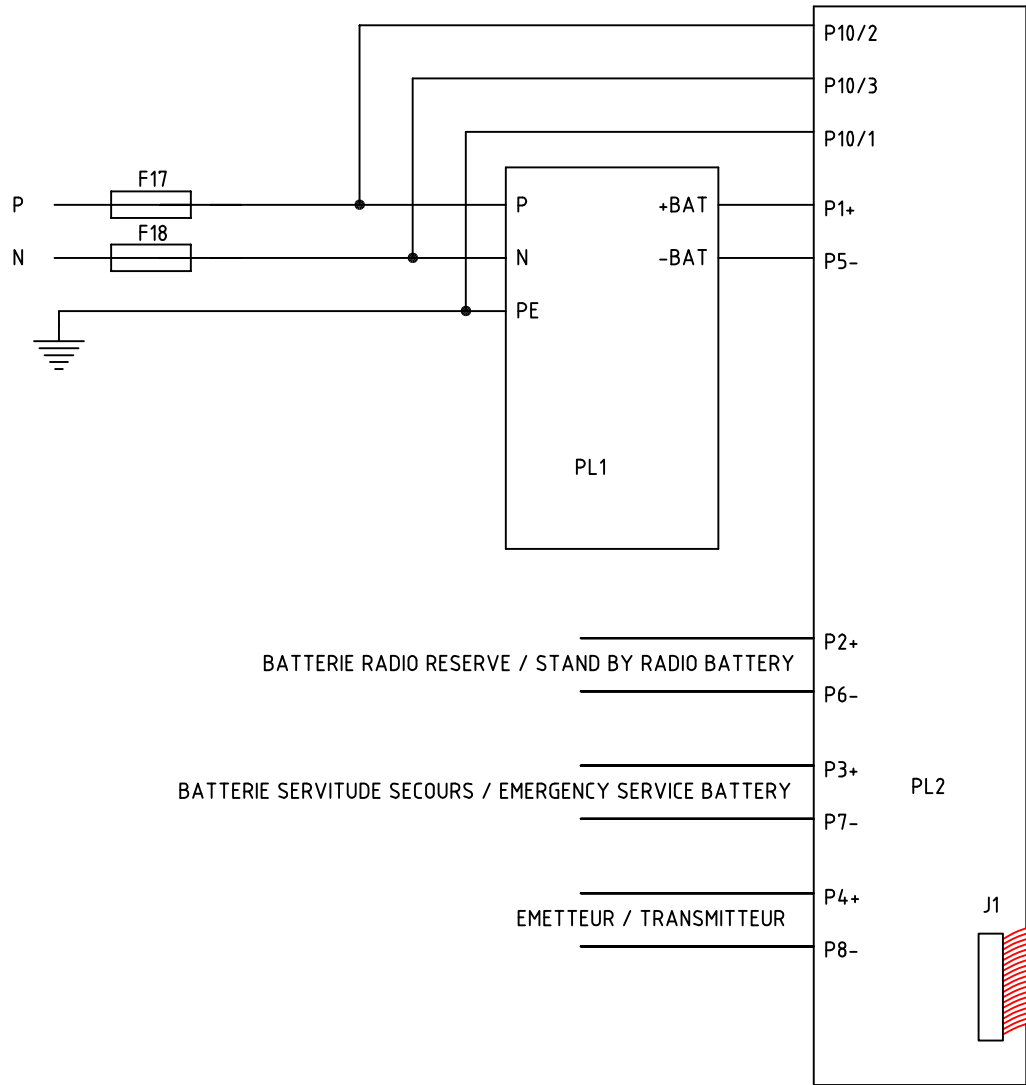 P10/2
P10/3
P10/1
F17
P
P
+BAT
P1+
F18
N
N
-BAT
P5-
PE
PL1
P2+
BATTERIE RADIO RESERVE / STAND BY RADIO BATTERY
P6-
P3+
BATTERIE SERVITUDE SECOURS / EMERGENCY SERVICE BATTERY
PL2
P7-
P4+
J1
EMETTEUR / TRANSMITTEUR
P8-